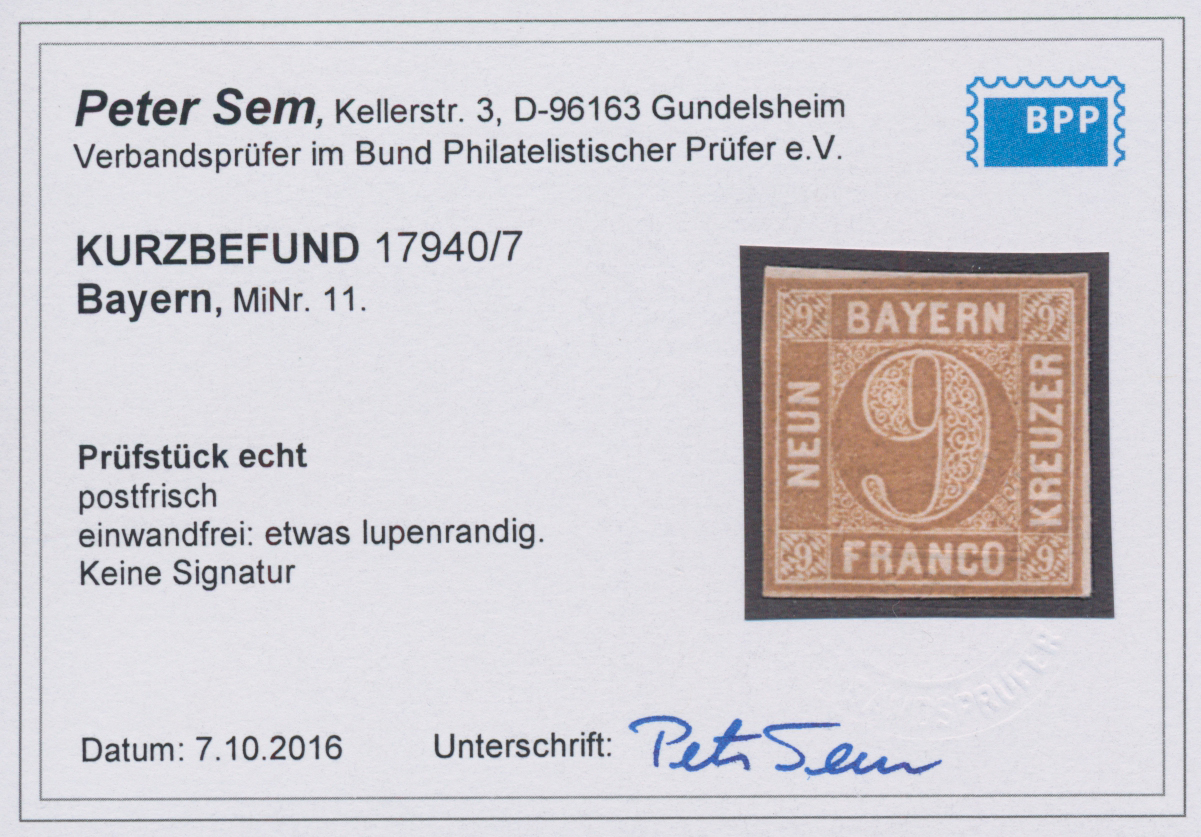 Peter Sem, Kellerstr. 3, D-96163 Gundelsheim
Verbandsprüfer im Bund Philatelistischer Prüfer e.V.
BPP
KURZBEFUND 17940/7
Bayern, MiNr. 11.
9 BAYERN 9
NEUN
9
KREUZER
9 FRANCO 9
Prüfstück echt
postfrisch
einwandfrei: etwas lupenrandig.
Keine Signatur
Datum: 7.10.2016 Unterschrift: Peter Sem